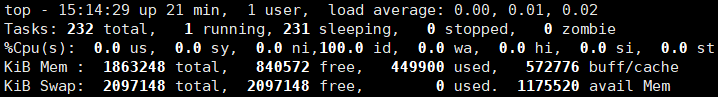 top - 15:14:29 up 21 min,  1 user,  load average: 0.00, 0.01, 0.02
Tasks: 232 total,   1 running, 231 sleeping,   0 stopped,   0 zombie
%Cpu(s):  0.0 us,  0.0 sy,  0.0 ni,100.0 id,  0.0 wa,  0.0 hi,  0.0 si,  0.0 st
KiB Mem :  1863248 total,   840572 free,   449900 used,   572776 buff/cache
KiB Swap:  2097148 total,  2097148 free,        0 used.  1175520 avail Mem